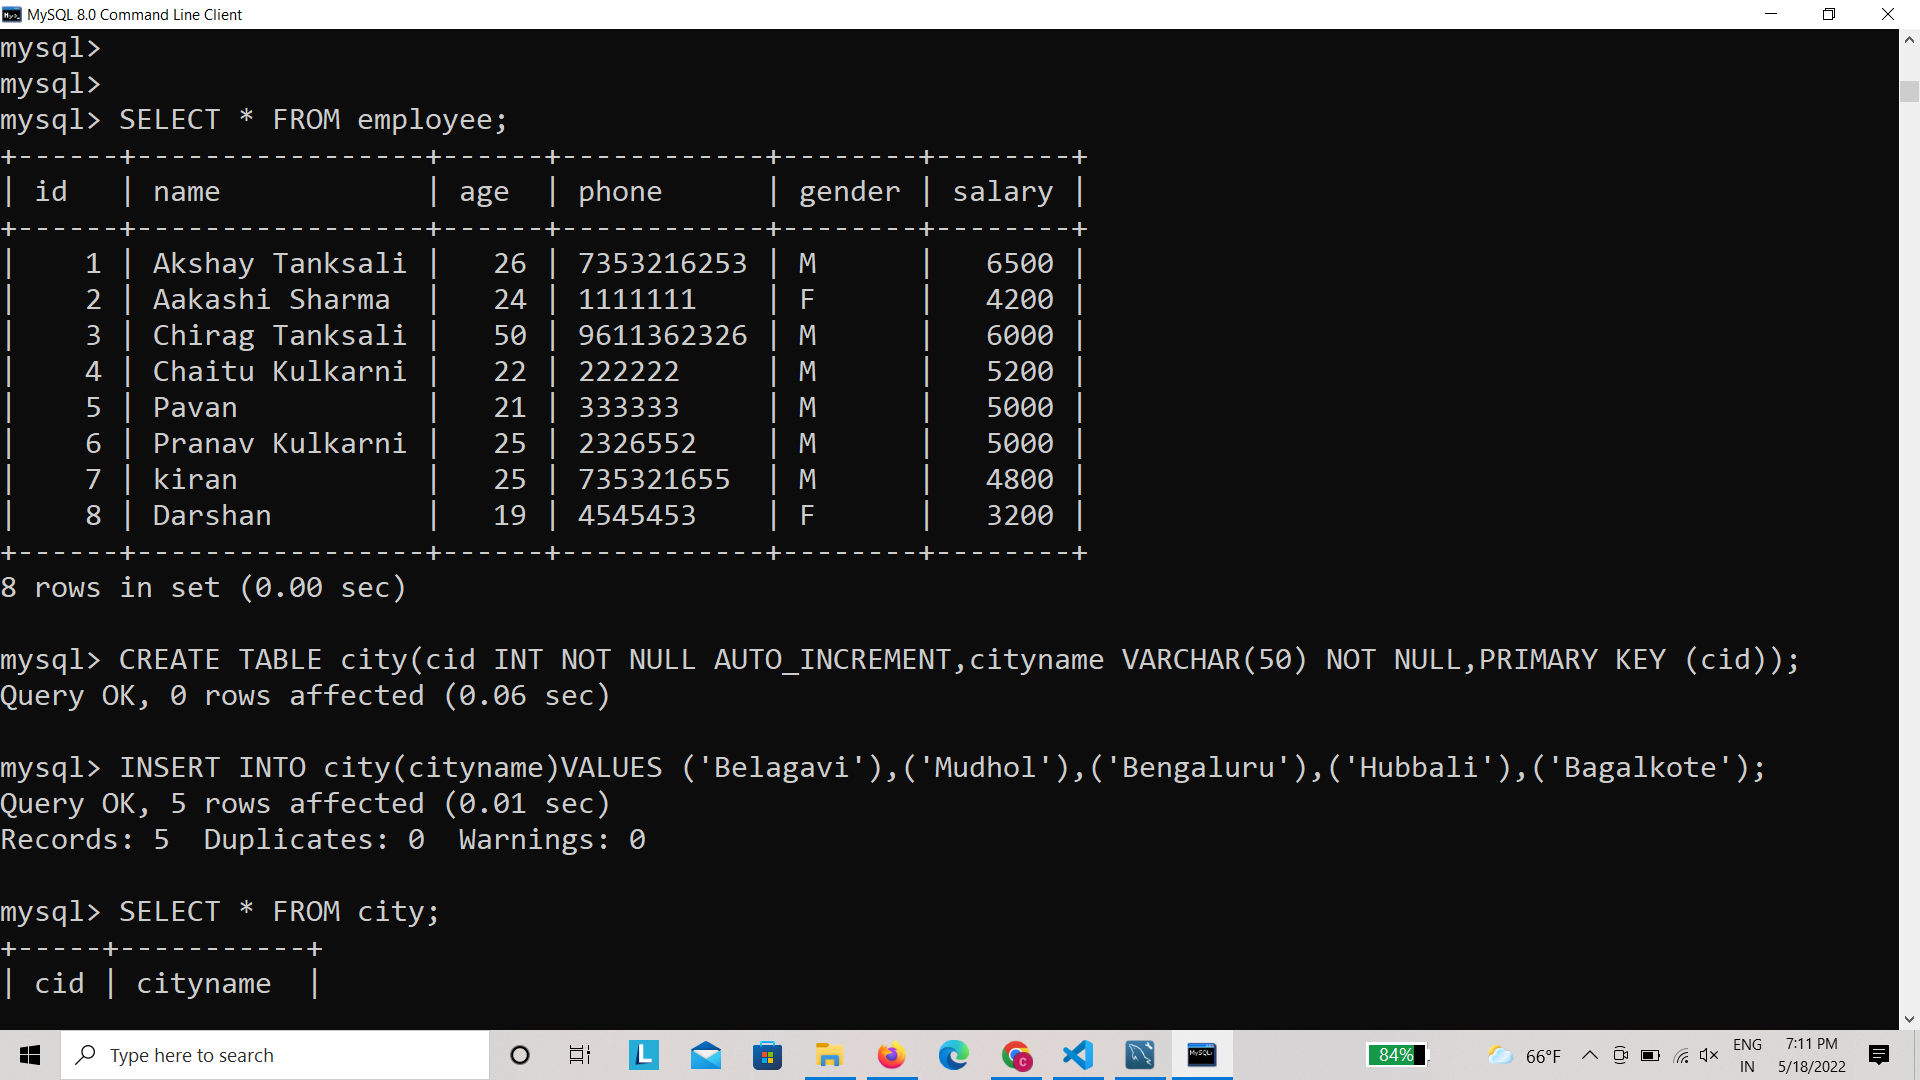 MySQL 8.0 Command Line Client
mysql>
mysql>
mysql> SELECT * FROM employee;
+------+-----------------+------+------------+--------+--------+
| id   | name            | age  | phone      | gender | salary |
+------+-----------------+------+------------+--------+--------+
|    1 | Akshay Tanksali |   26 | 7353216253 | M      |   6500 |
|    2 | Aakashi Sharma  |   24 | 1111111    | F      |   4200 |
|    3 | Chirag Tanksali |   50 | 9611362326 | M      |   6000 |
|    4 | Chaitu Kulkarni |   22 | 222222     | M      |   5200 |
|    5 | Pavan           |   21 | 333333     | M      |   5000 |
|    6 | Pranav Kulkarni |   25 | 2326552    | M      |   5000 |
|    7 | kiran           |   25 | 735321655  | M      |   4800 |
|    8 | Darshan         |   19 | 4545453    | F      |   3200 |
+------+-----------------+------+------------+--------+--------+
8 rows in set (0.00 sec)
mysql> CREATE TABLE city(cid INT NOT NULL AUTO_INCREMENT,cityname VARCHAR(50) NOT NULL,PRIMARY KEY (cid));
Query OK, 0 rows affected (0.06 sec)
mysql> INSERT INTO city(cityname)VALUES ('Belagavi'),('Mudhol'),('Bengaluru'),('Hubbali'),('Bagalkote');
Query OK, 5 rows affected (0.01 sec)
Records: 5  Duplicates: 0  Warnings: 0
mysql> SELECT * FROM city;
+-----+-----------+
| cid | cityname  |
Type here to search
L
C
MySQL
84%
66°F
ENG
IN
7:11 PM
5/18/2022